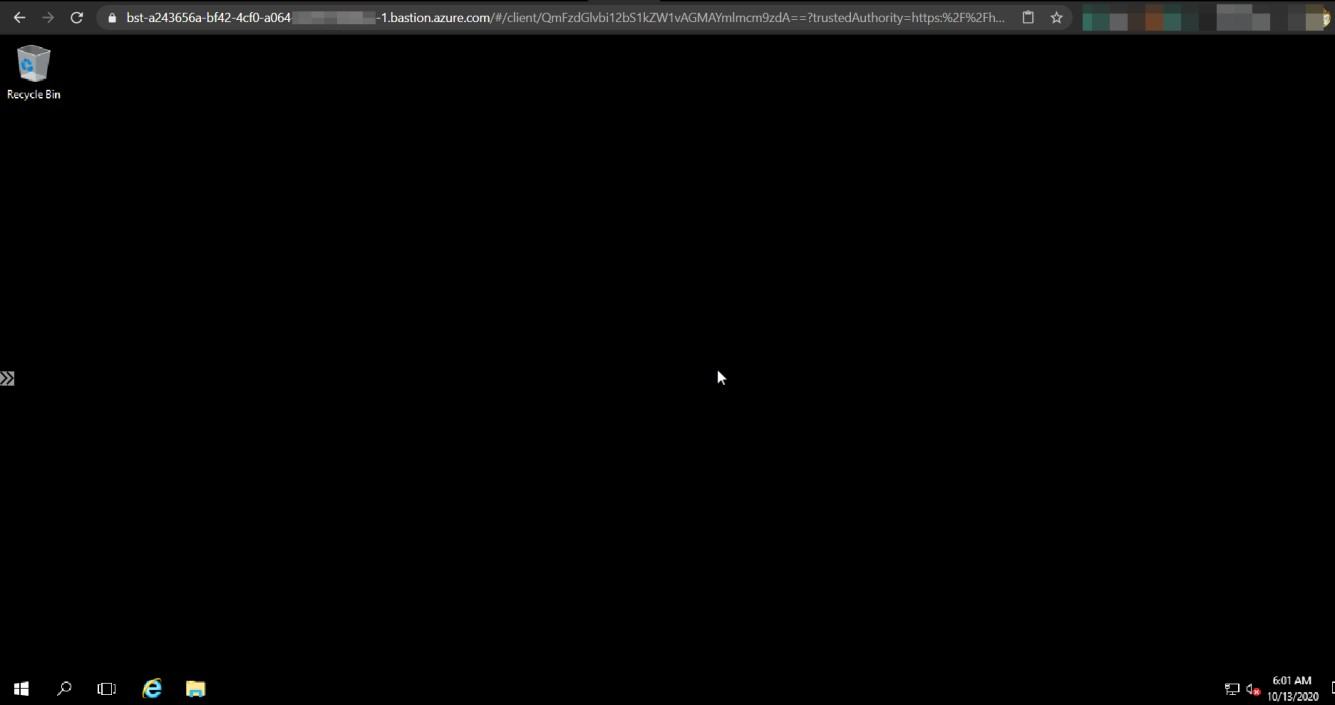 bst-a243656a-bf42-4cf0-a064 -1.bastion.azure.com/#/client/QmFzdGlvbi12bS1kZW1vAGMAYmlmcm9zdA==?trustedAuthority=https:%2F%2Fh...
Recycle Bin
6:01 AM
10/13/2020